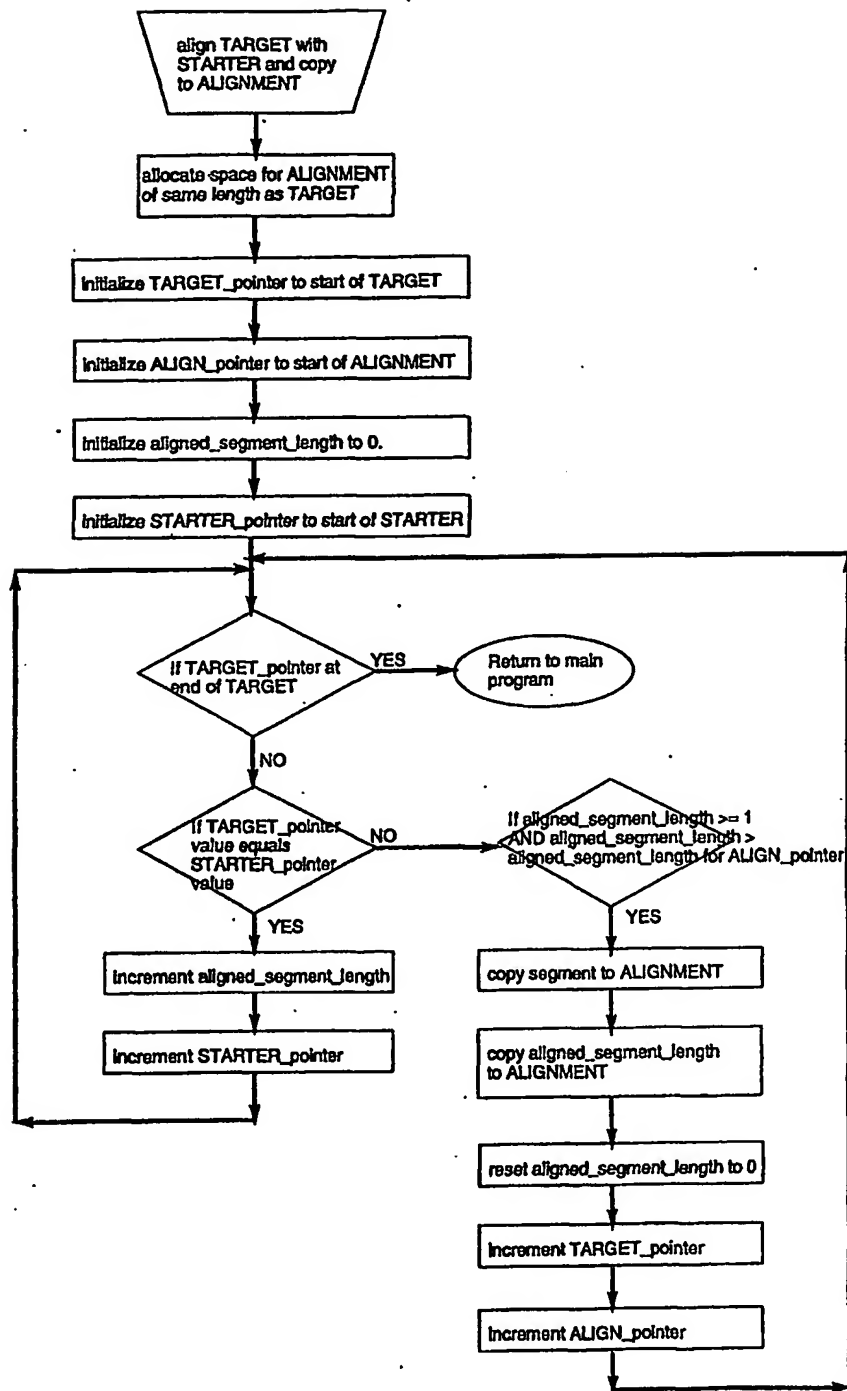 align TARGET with
STARTER and copy
to ALIGNMENT
allocate space for ALIGNMENT
of same length as TARGET
initialize TARGET_pointer to start of TARGET
initialize ALIGN_pointer to start of ALIGNMENT
initialize aligned_segment_length to 0.
initialize STARTER_pointer to start of STARTER
If TARGET_pointer at
end of TARGET
YES
Return to main
program
NO
If TARGET_pointer
value equals
STARTER_pointer
value
NO
If aligned_segment_length >= 1
AND aligned_segment_length >
aligned_segment_length for ALIGN_pointer
YES
increment aligned_segment_length
increment STARTER_pointer
YES
copy segment to ALIGNMENT
copy aligned_segment_length
to ALIGNMENT
reset aligned_segment_length to 0
increment TARGET_pointer
increment ALIGN_pointer